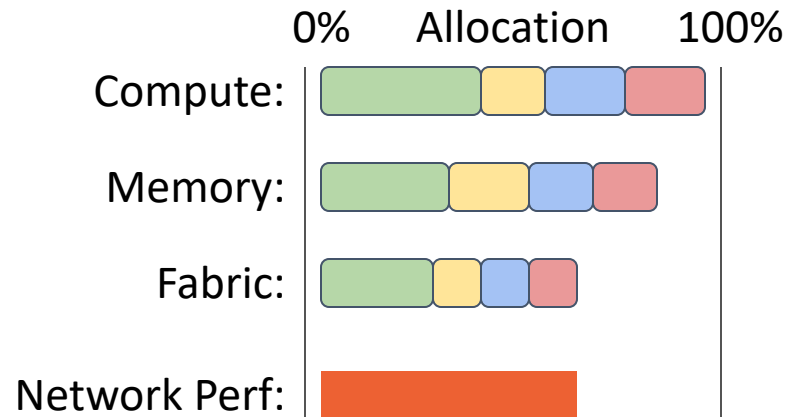 0% Allocation 100%
Compute:
Memory:
Fabric:
Network Perf: